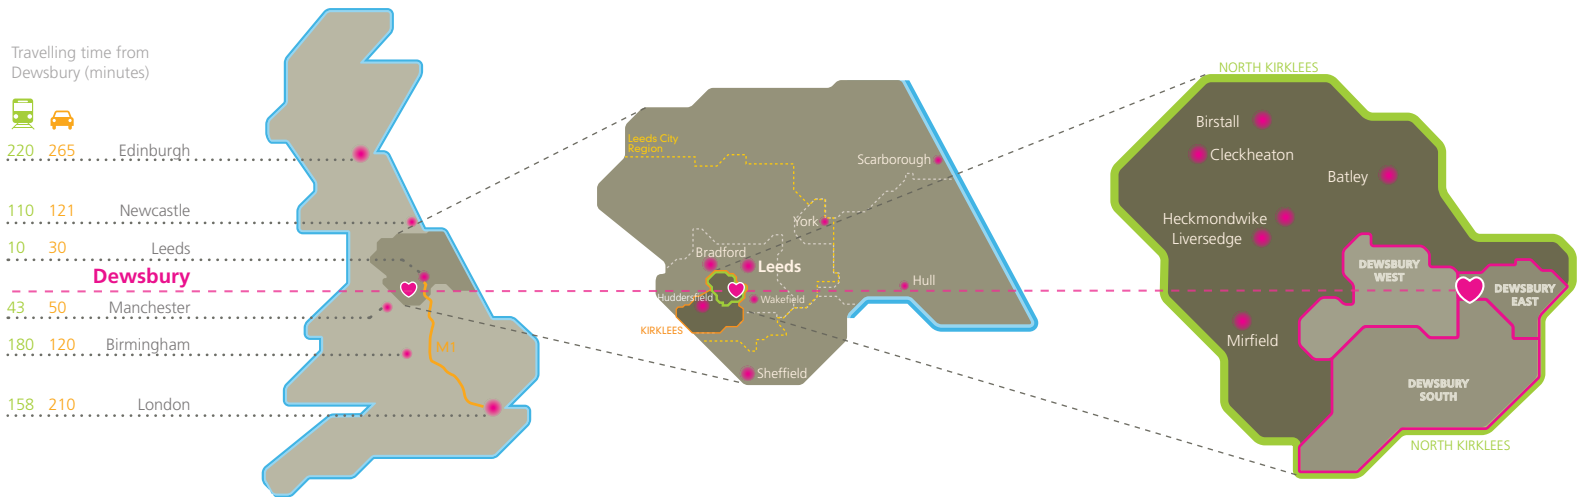 Travelling time from
Dewsbury (minutes)
220 265 Edinburgh
110 121 Newcastle
10 30 Leeds
Dewsbury
43 50 Manchester
180 120 Birmingham
158 210 London
M1
Leeds City
Region
Scarborough
York
Bradford
Leeds
Hull
Huddersfield
Wakefield
KIRKLEES
Sheffield
NORTH KIRKLEES
Birstall
Cleckheaton
Batley
Heckmondwike
Liversedge
DEWSBURY
WEST
DEWSBURY
EAST
Mirfield
DEWSBURY
SOUTH
NORTH KIRKLEES